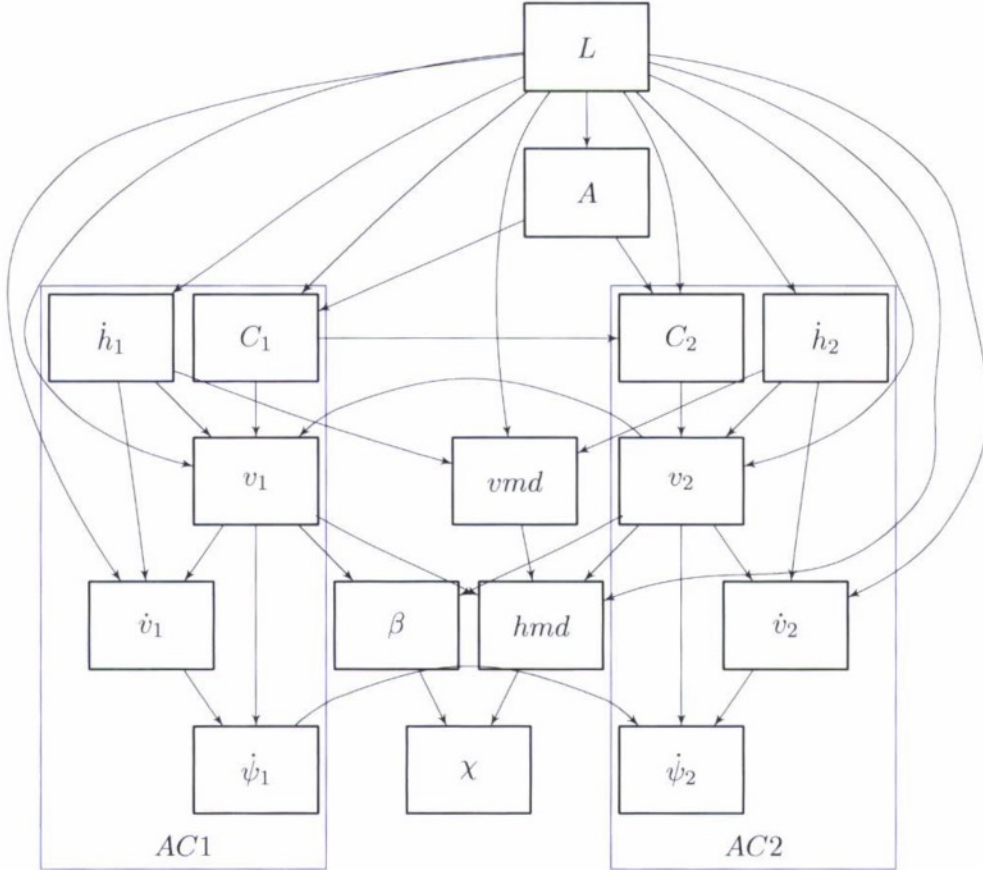 L
A
ḣ₁ C₁ C₂ ḣ₂
v₁ vmd v₂
v̇₁ β hmd v̇₂
ψ̇₁ χ ψ̇₂
AC1 AC2